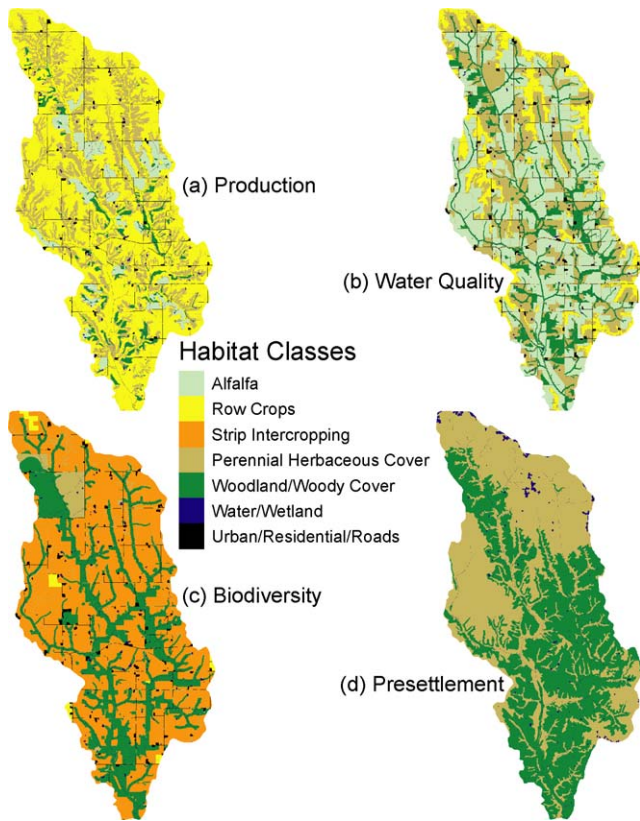 (a) Production
(b) Water Quality
Habitat Classes
Alfalfa
Row Crops
Strip Intercropping
Perennial Herbaceous Cover
Woodland/Woody Cover
Water/Wetland
Urban/Residential/Roads
(c) Biodiversity
(d) Presettlement